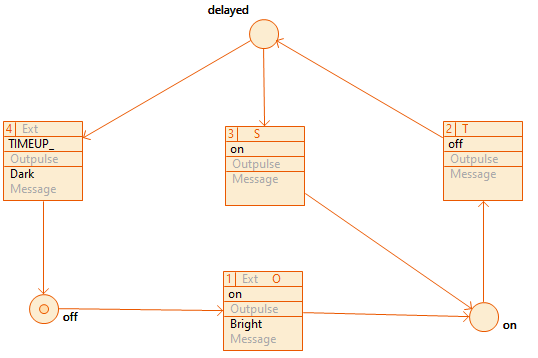 delayed
4 Ext
TIMEUP_
Outpulse
Dark
Message
3 S
on
Outpulse
Message
2 T
off
Outpulse
Message
off
1 Ext O
on
Outpulse
Bright
Message
on